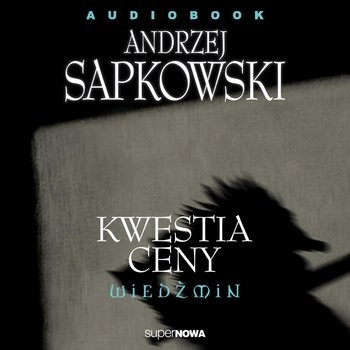 AUDIOBOOK
ANDRZEJ
SAPKOWSKI
KWESTIA
CENY
WiEDŹMiN
superNOWA